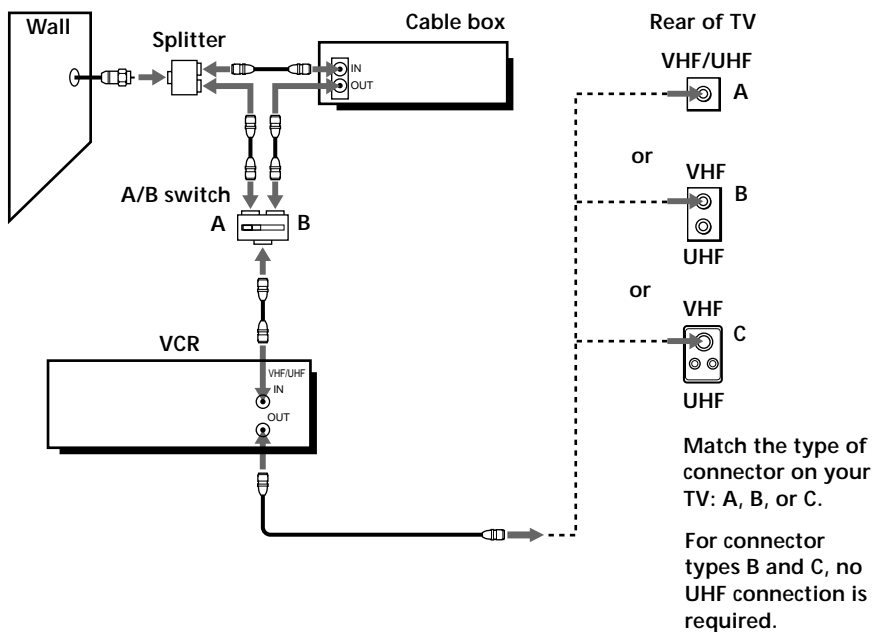 Wall
Splitter
Cable box
IN
OUT
A/B switch
A
B
VCR
VHF/UHF
IN
OUT
Rear of TV
VHF/UHF
A
or
VHF
B
UHF
or
VHF
C
UHF
Match the type of
connector on your
TV: A, B, or C.
For connector
types B and C, no
UHF connection is
required.